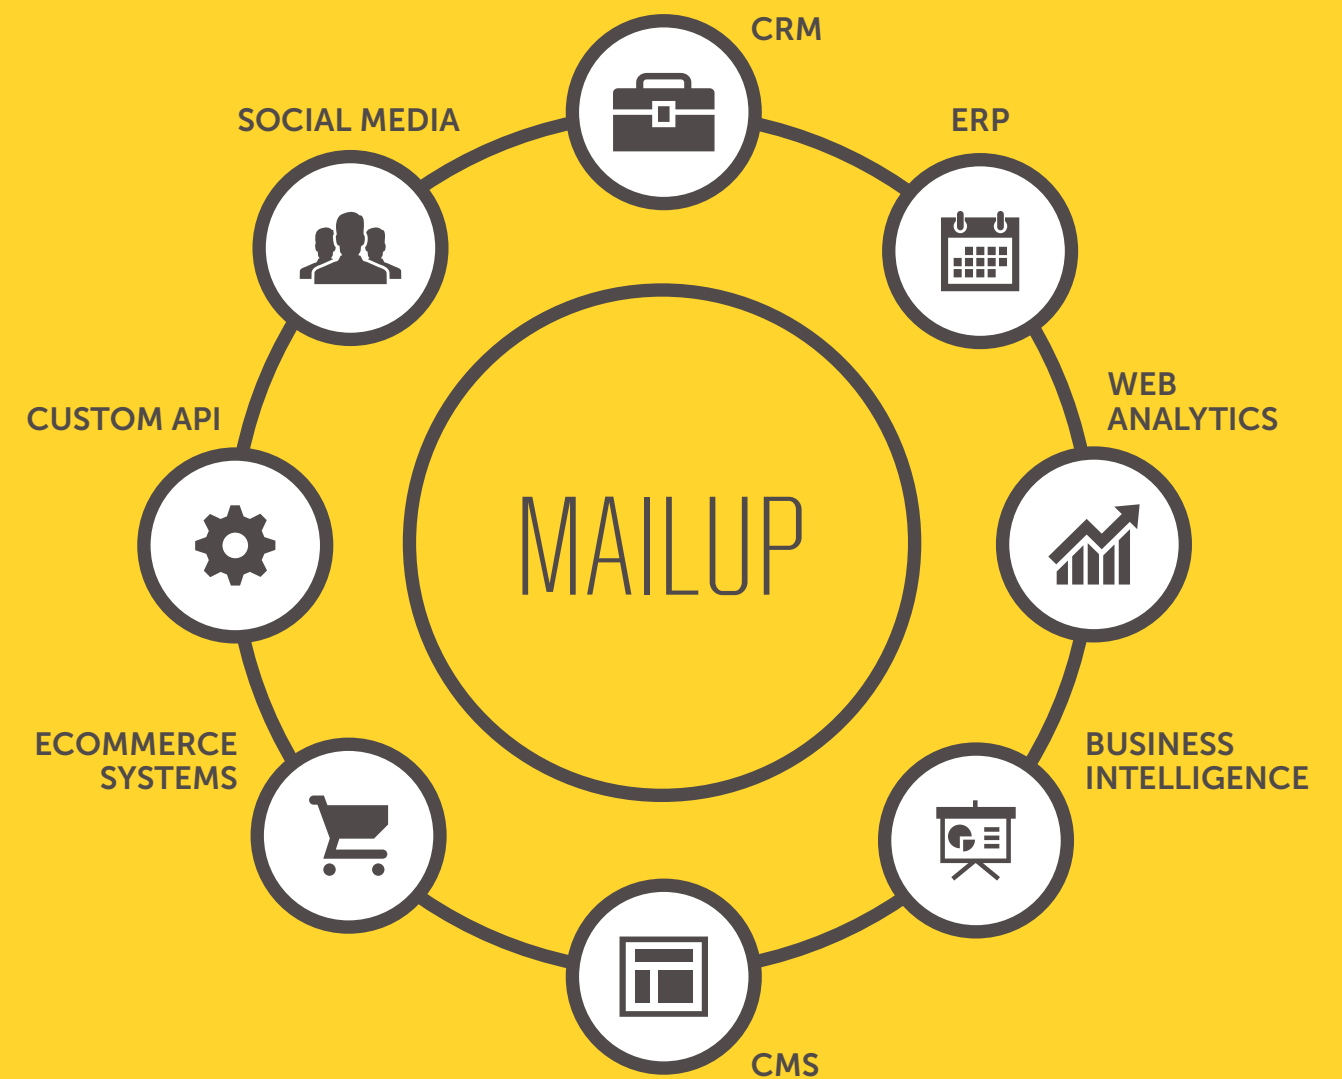 CRM
SOCIAL MEDIA
ERP
WEB
ANALYTICS
CUSTOM API
MAILUP
ECOMMERCE
SYSTEMS
BUSINESS
INTELLIGENCE
CMS